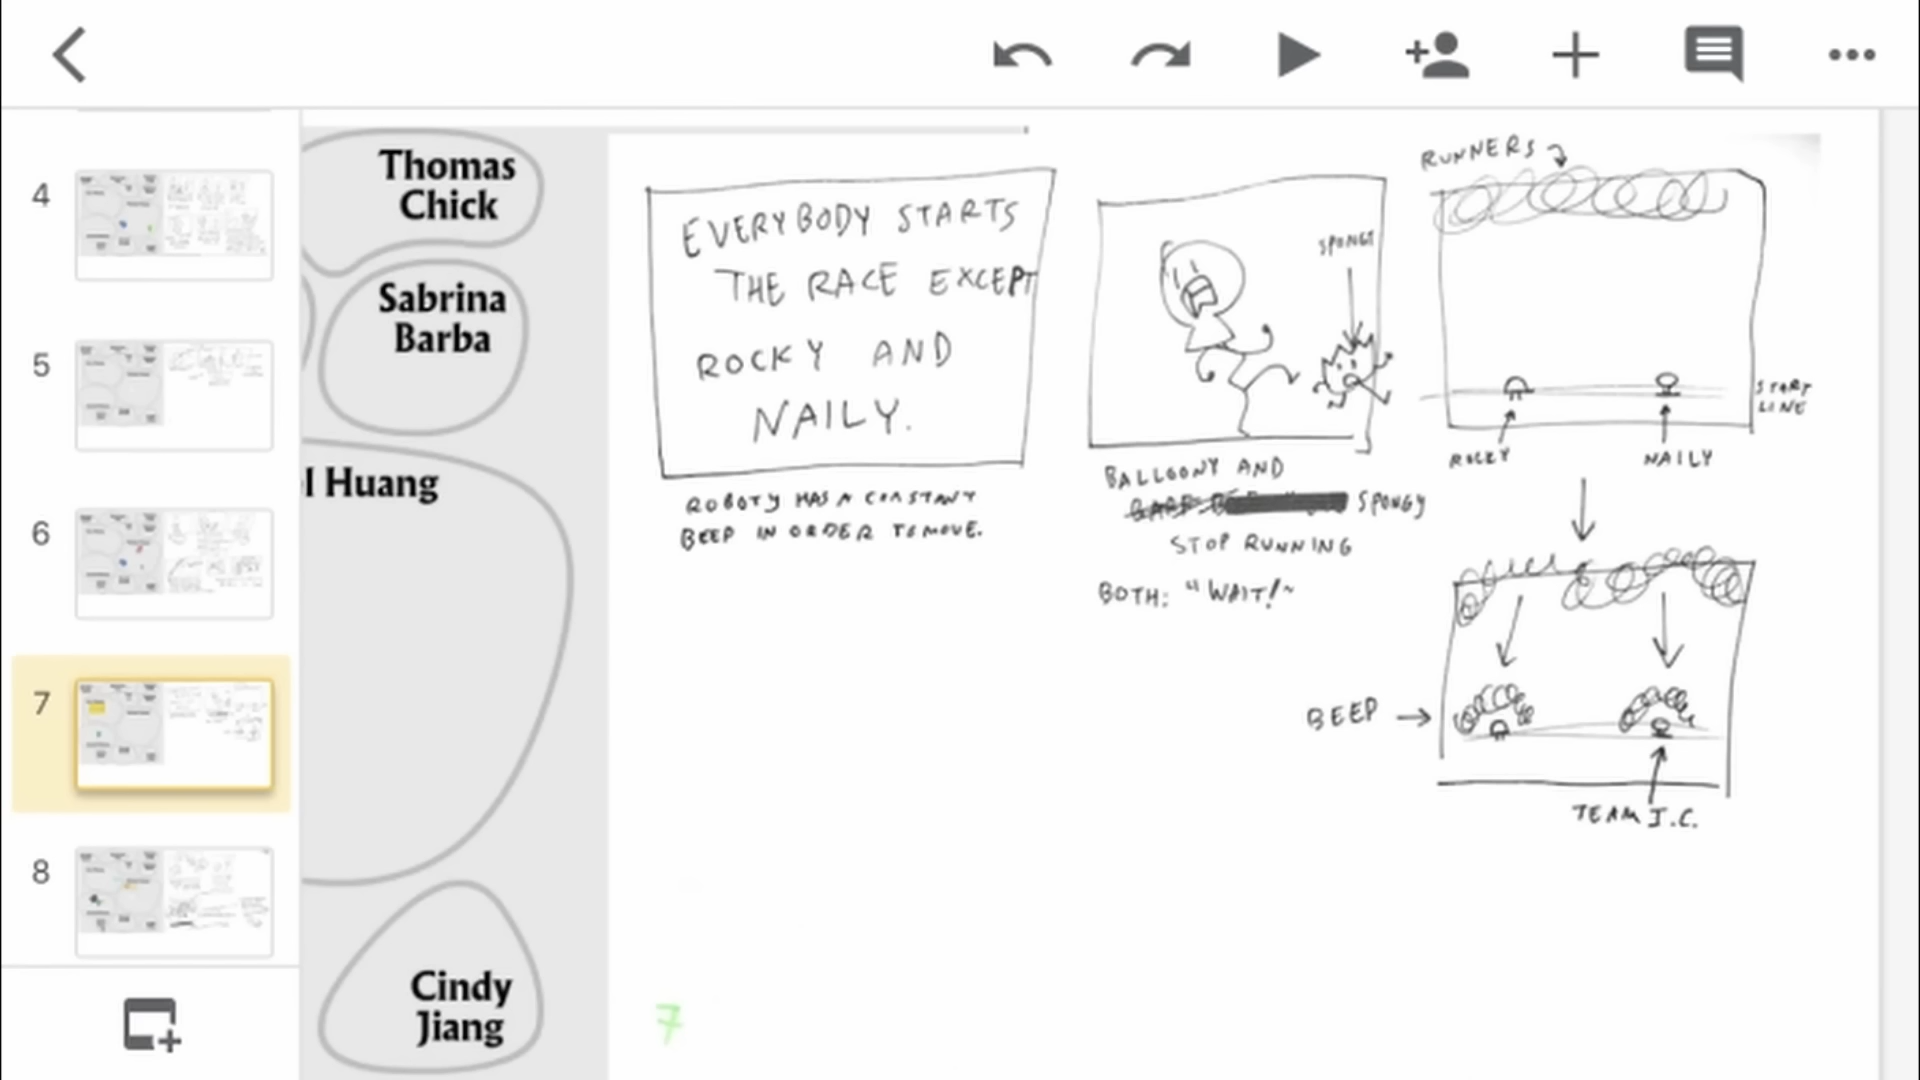 4
5
6
7
8
Thomas
Chick
Sabrina
Barba
l Huang
Cindy
Jiang
EVERYBODY STARTS
THE RACE EXCEPT
ROCKY AND
NAILY.
ROBOTY HAS A CONSTANT
BEEP IN ORDER TO MOVE.
SPONGY
BALLOONY AND
SPONGY
STOP RUNNING
BOTH: "WAIT!"
RUNNERS
START
LINE
ROCKY
NAILY
BEEP
TEAM I.C.
7